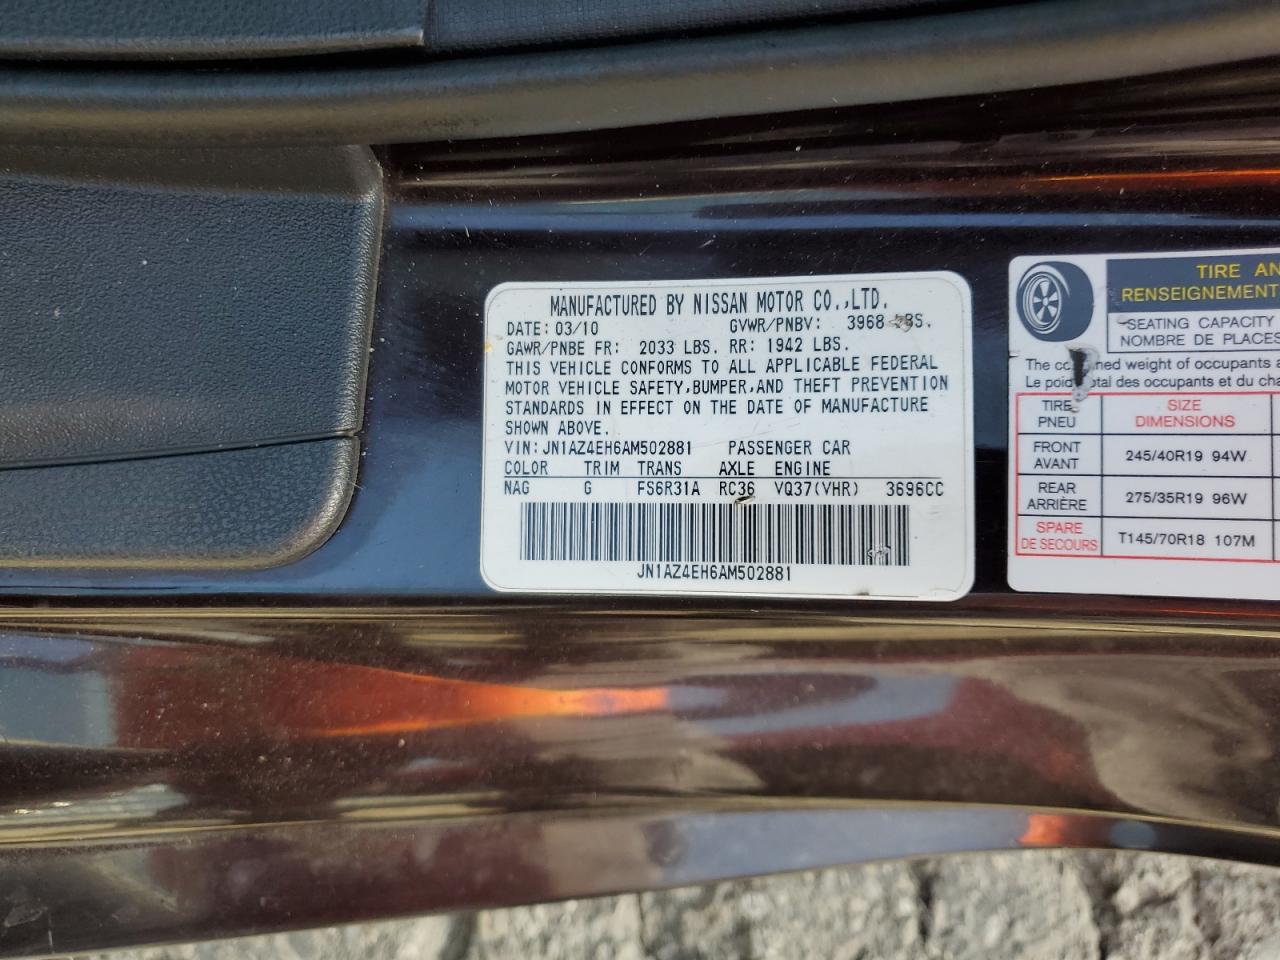 MANUFACTURED BY NISSAN MOTOR CO.,LTD.
DATE: 03/10 GVWR/PNBV: 3968 LBS.
GAWR/PNBE FR: 2033 LBS. RR: 1942 LBS.
THIS VEHICLE CONFORMS TO ALL APPLICABLE FEDERAL
MOTOR VEHICLE SAFETY,BUMPER,AND THEFT PREVENTION
STANDARDS IN EFFECT ON THE DATE OF MANUFACTURE
SHOWN ABOVE.
VIN: JN1AZ4EH6AM502881 PASSENGER CAR
COLOR TRIM TRANS AXLE ENGINE
NAG G FS6R31A RC36 VQ37(VHR) 3696CC
JN1AZ4EH6AM502881
TIRE AN
RENSEIGNEMENT
SEATING CAPACITY
NOMBRE DE PLACES
The ned weight of occupants a
Le poid otal des occupants et du cha
TIRE SIZE
PNEU DIMENSIONS
FRONT
AVANT 245/40R19 94W
REAR
ARRIÈRE 275/35R19 96W
SPARE
DE SECOURS T145/70R18 107M